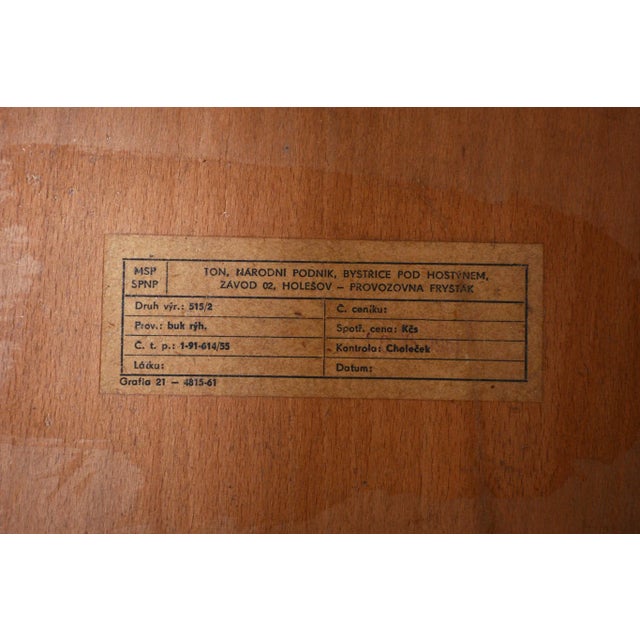 MSP TON, NÁRODNÍ PODNIK, BYSTŘICE POD HOSTÝNEM,
SPNP ZÁVOD 02, HOLEŠOV – PROVOZOVNA FRYŠTÁK
Druh výr.: 515/2 Č. ceníku:
Prov.: buk rýh. Spotř. cena: Kčs
Č. t. p.: 1-91-614/55 Kontrola: Choleček
Látka: Datum:
Grafia 21 – 4815-61